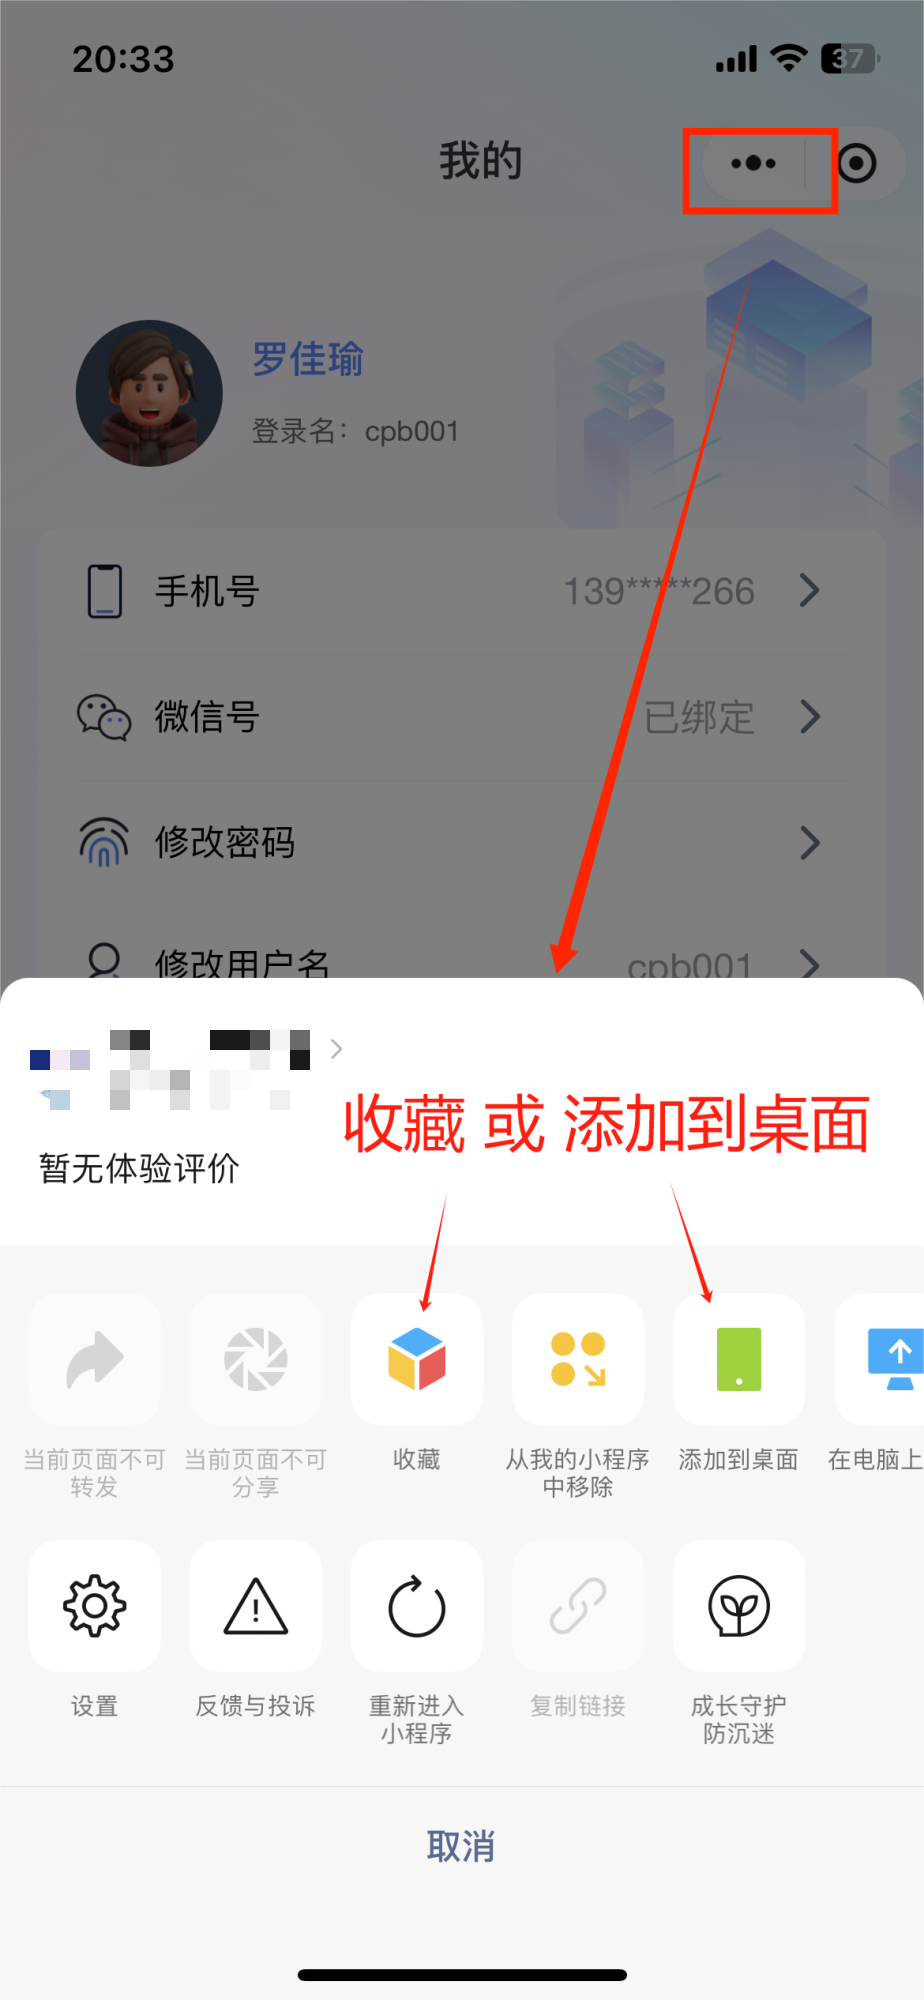 20:33
37
我的
罗佳瑜
登录名：cpb001
手机号 139*****266
微信号 已绑定
修改密码
修改用户名 cpb001
收藏 或 添加到桌面
暂无体验评价
当前页面不可转发
当前页面不可分享
收藏
从我的小程序中移除
添加到桌面
在电脑上
设置
反馈与投诉
重新进入小程序
复制链接
成长守护防沉迷
取消